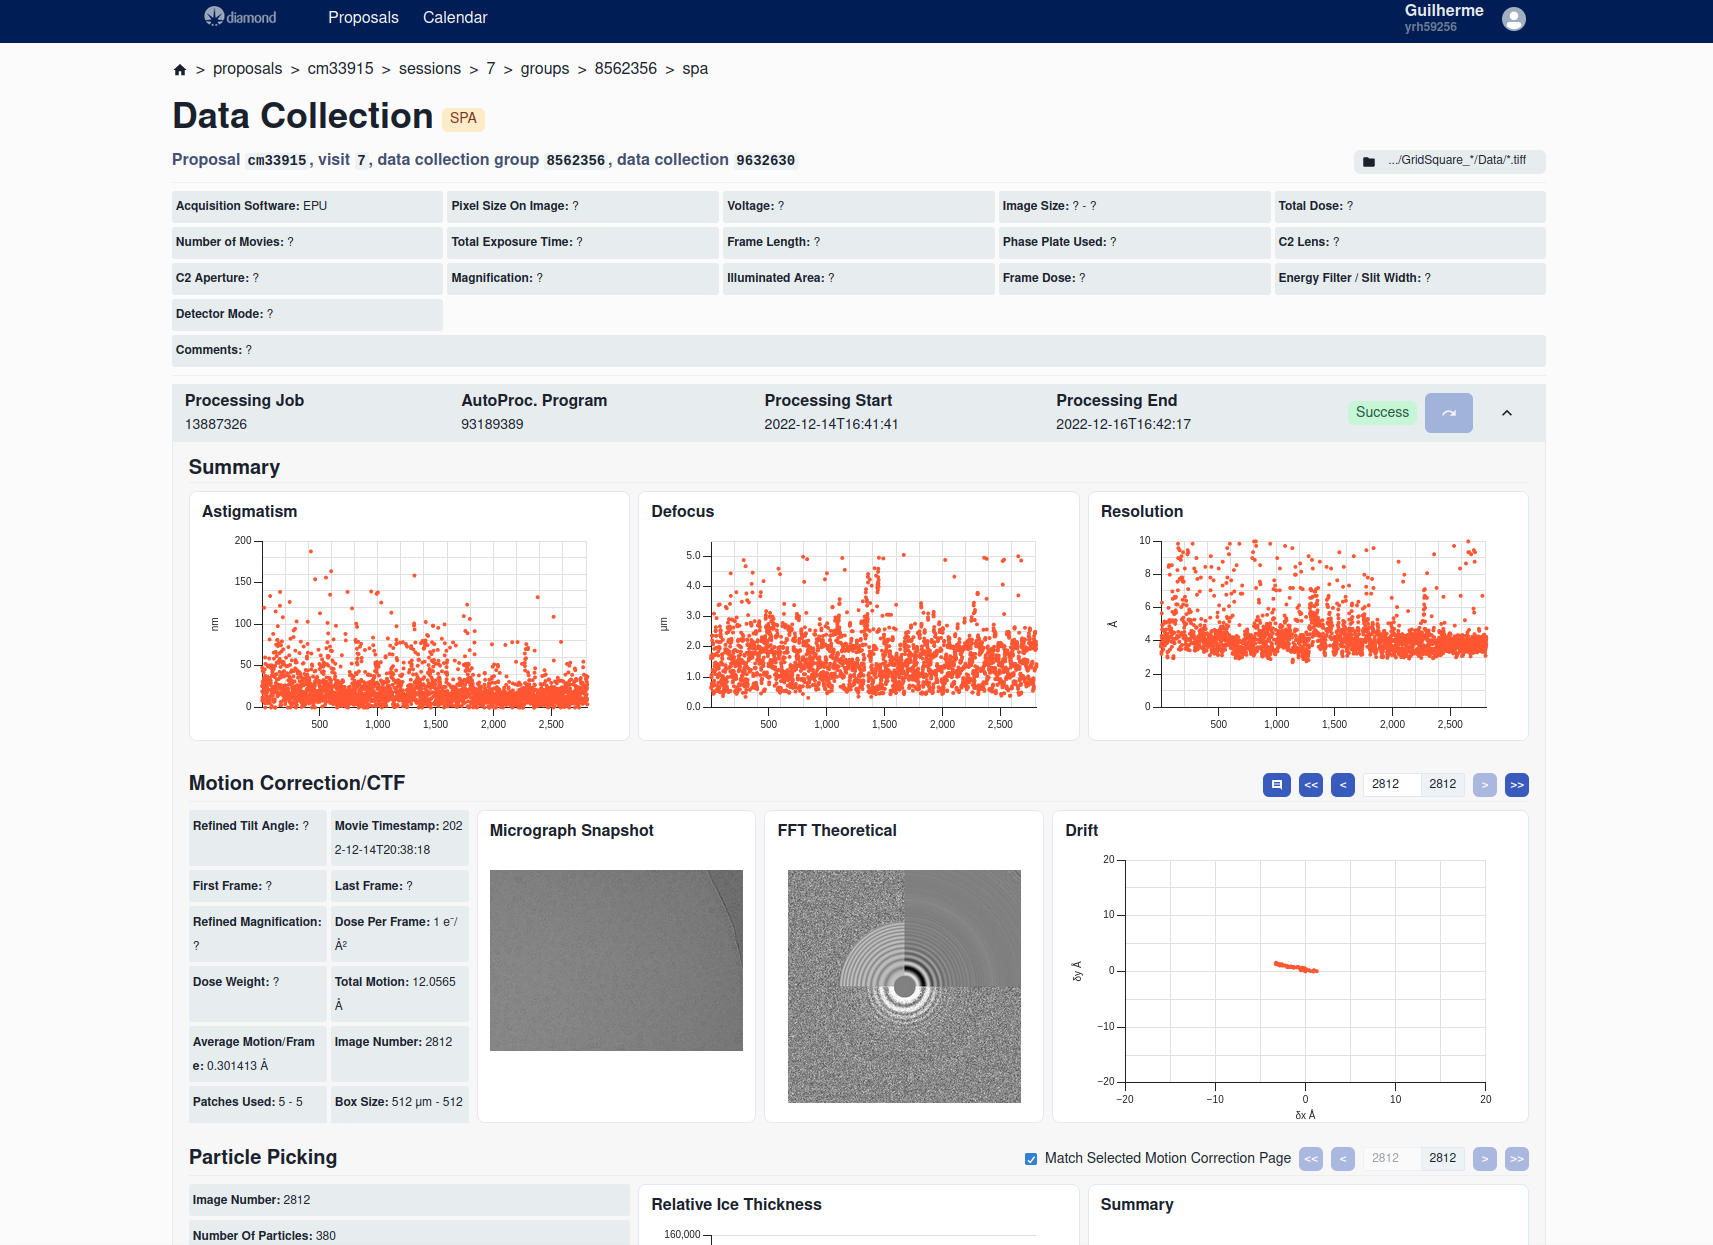 diamond
Proposals Calendar
Guilherme
yrh59256
> proposals > cm33915 > sessions > 7 > groups > 8562356 > spa
Data Collection SPA
Proposal cm33915, visit 7, data collection group 8562356, data collection 9632630
.../GridSquare_*/Data/*.tiff
Acquisition Software: EPU
Pixel Size On Image: ?
Voltage: ?
Image Size: ? - ?
Total Dose: ?
Number of Movies: ?
Total Exposure Time: ?
Frame Length: ?
Phase Plate Used: ?
C2 Lens: ?
C2 Aperture: ?
Magnification: ?
Illuminated Area: ?
Frame Dose: ?
Energy Filter / Slit Width: ?
Detector Mode: ?
Comments: ?
Processing Job
13887326
AutoProc. Program
93189389
Processing Start
2022-12-14T16:41:41
Processing End
2022-12-16T16:42:17
Success
Summary
Astigmatism
200
150
100
50
0
nm
500 1,000 1,500 2,000 2,500
Defocus
5.0
4.0
3.0
2.0
1.0
0.0
μm
500 1,000 1,500 2,000 2,500
Resolution
10
8
6
4
2
0
Å
500 1,000 1,500 2,000 2,500
Motion Correction/CTF
<< < 2812 2812 > >>
Refined Tilt Angle: ?
Movie Timestamp: 202
2-12-14T20:38:18
First Frame: ?
Last Frame: ?
Refined Magnification:
?
Dose Per Frame: 1 e⁻/
Å²
Dose Weight: ?
Total Motion: 12.0565
Å
Average Motion/Fram
e: 0.301413 Å
Image Number: 2812
Patches Used: 5 - 5
Box Size: 512 μm - 512
Micrograph Snapshot
FFT Theoretical
Drift
20
10
0
−10
−20
δy Å
−20 −10 0 10 20
δx Å
Particle Picking
Match Selected Motion Correction Page << < 2812 2812 > >>
Image Number: 2812
Number Of Particles: 380
Relative Ice Thickness
160,000
Summary